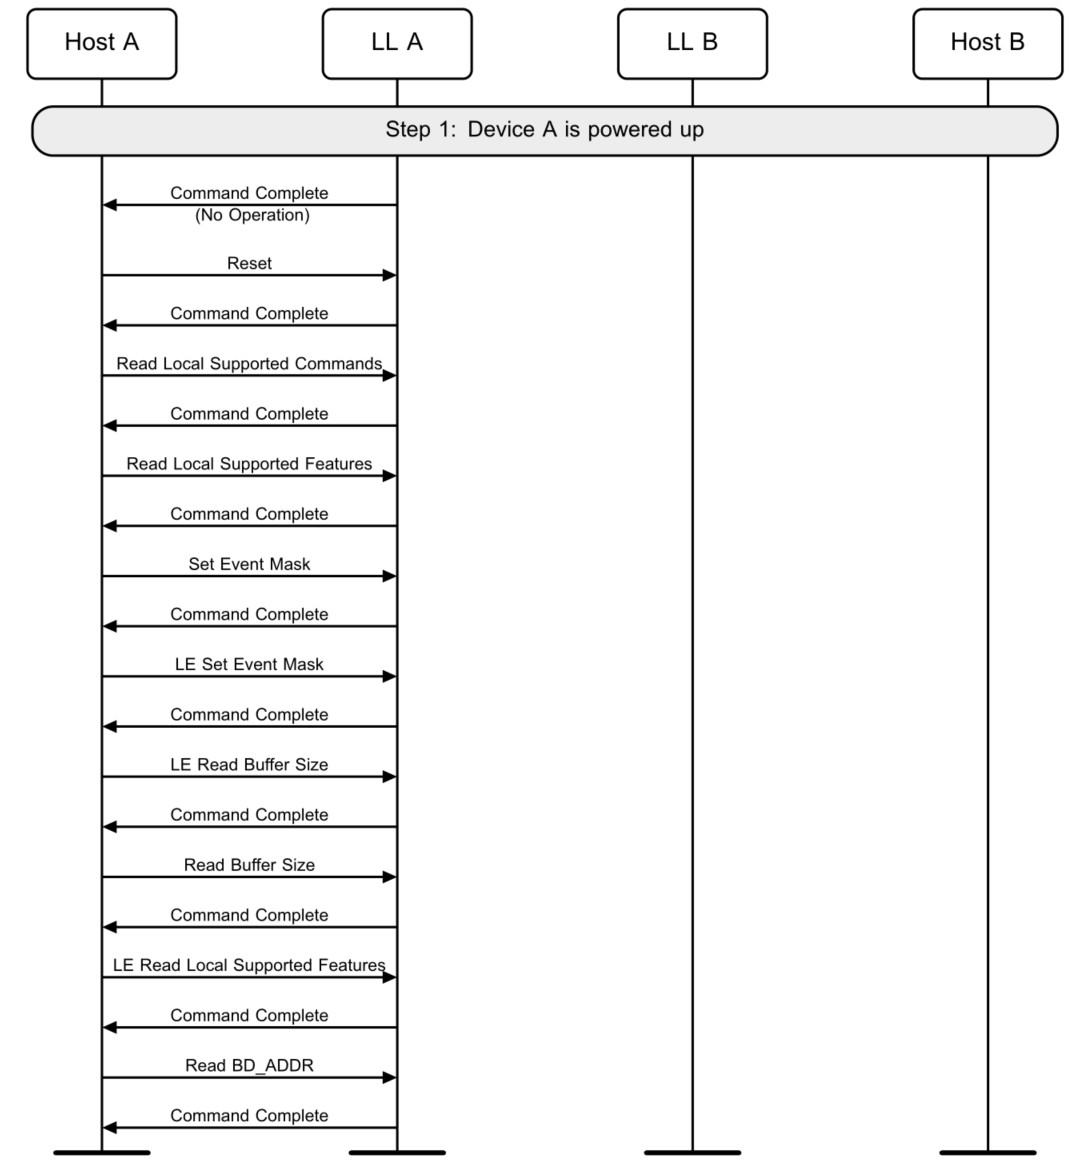 Host A
LL A
LL B
Host B
Step 1: Device A is powered up
Command Complete
(No Operation)
Reset
Command Complete
Read Local Supported Commands
Command Complete
Read Local Supported Features
Command Complete
Set Event Mask
Command Complete
LE Set Event Mask
Command Complete
LE Read Buffer Size
Command Complete
Read Buffer Size
Command Complete
LE Read Local Supported Features
Command Complete
Read BD_ADDR
Command Complete